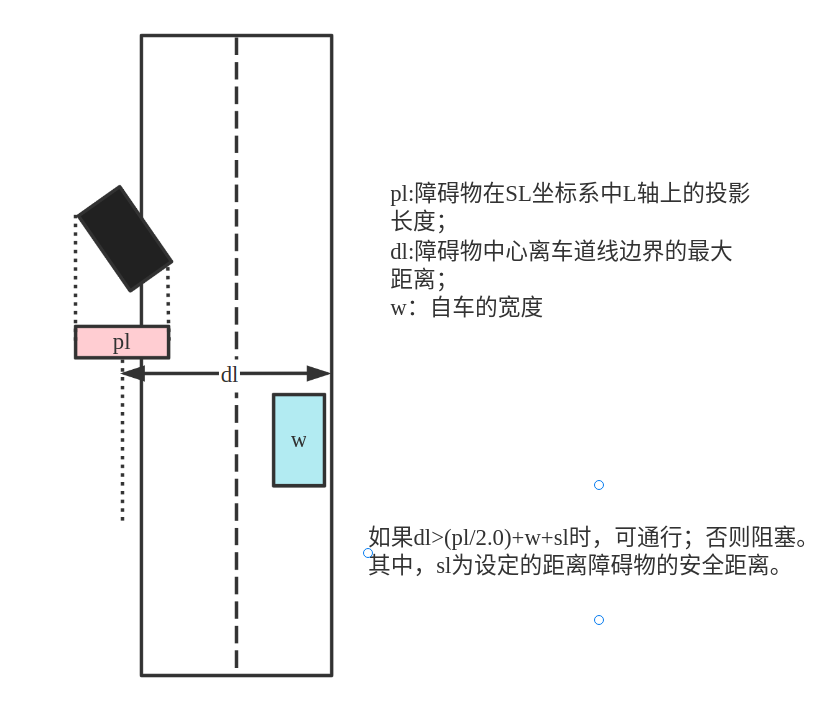 pl:障碍物在SL坐标系中L轴上的投影
长度；
dl:障碍物中心离车道线边界的最大
距离；
w：自车的宽度
pl
dl
w
如果dl>(pl/2.0)+w+sl时，可通行；否则阻塞。
其中，sl为设定的距离障碍物的安全距离。